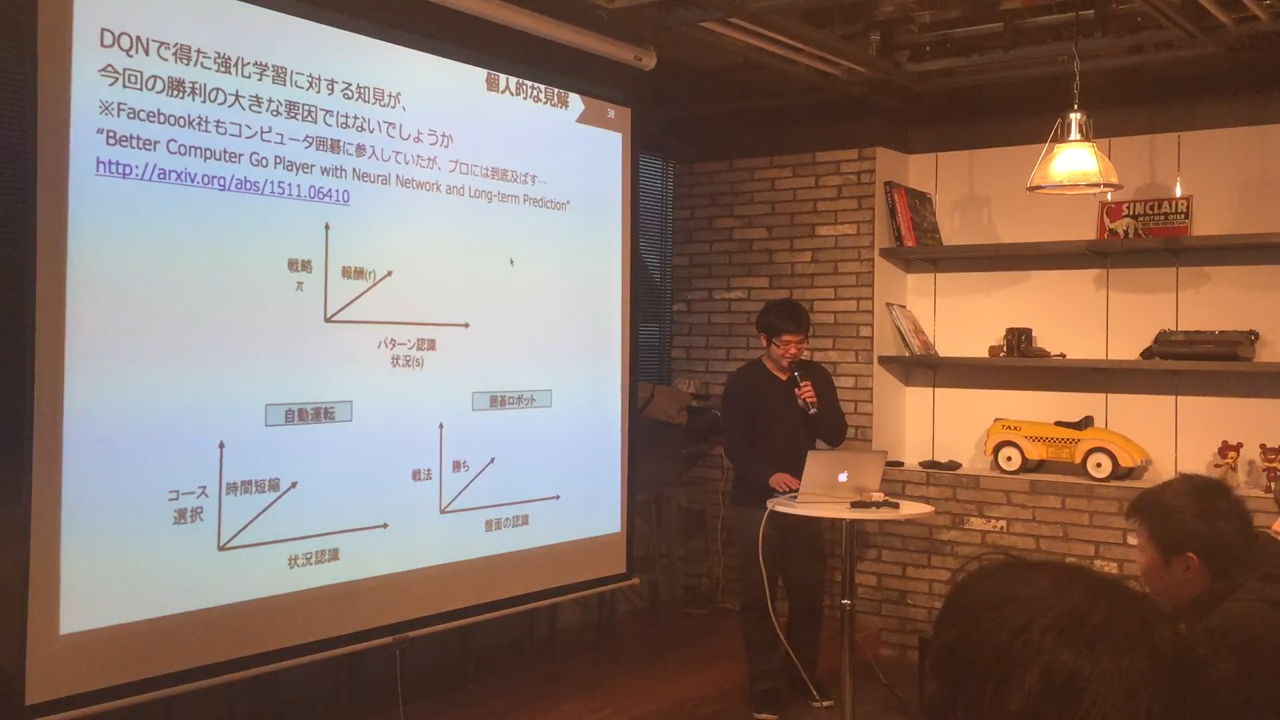 個人的な見解
38
DQNで得た強化学習に対する知見が、
今回の勝利の大きな要因ではないでしょうか
※Facebook社もコンピュータ囲碁に参入していたが、プロには到底及ばず…
“Better Computer Go Player with Neural Network and Long-term Prediction”
http://arxiv.org/abs/1511.06410
戦略
π
報酬(r)
パターン認識
状況(s)
自動運転
コース
選択
時間短縮
状況認識
囲碁ロボット
戦法
勝ち
盤面の認識
SINCLAIR
MOTOR OILS
TAXI